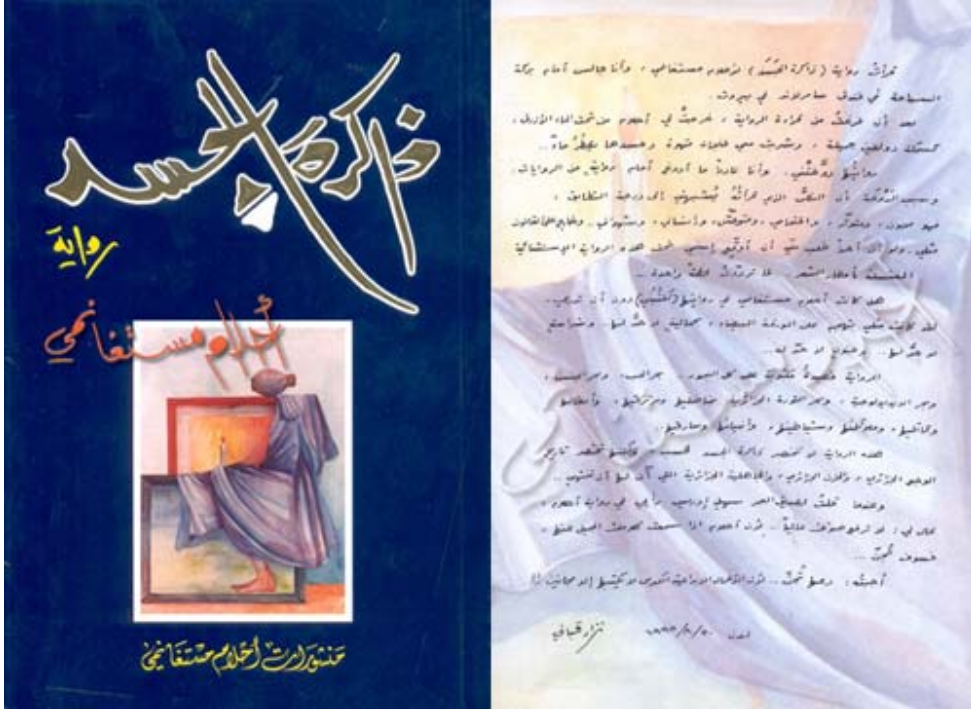 ذاكرة الجسد
رواية
أحلام مستغانمي
منشورات أحلام مستغانمي
قرأتُ رواية (ذاكرة الجسد) لأحلام مستغانمي، وأنا جالس أمام بركة
السباحة في فندق سامرلاند في بيروت.
بعد أن فرغتُ من قراءة الرواية، خرجتْ لي أحلام من تحت الماء الأزرق،
كسمكة دولفين جميلة، وشربت معي فنجان قهوة وجسدها يقطر ماءً..
روايتها دوّختني. وأنا نادراً ما أدوخ أمام رواية من الروايات.
وسبب الدوخة أن النصّ الذي قرأته يشبهني إلى درجة التطابق،
فهو مجنون، ومتوتر، واقتحامي، ومتوحش، وإنساني، وشهواني.. وخارج على القانون
مثلي. ولو أن أحداً طلب مني أن أوقع إسمي تحت هذه الرواية الإستثنائية
المغتسلة بأمطار الشعر.. لما ترددتُ لحظة واحدة..
هل كانت أحلام مستغانمي في روايتها (تكتبني) دون أن تدري..
لقد كانت مثلي تهجم على الورقة البيضاء، بجمالية لا حدّ لها.. وشراسة
لا حدّ لها.. وجنون لا حدّ له..
الرواية قصيدة مكتوبة على كل البحور.. بحر الحب، وبحر الجنس،
وبحر الايديولوجية، وبحر الثورة الجزائرية بمناضليها ومرتزقيها، وأبطالها
وقاتليها، وملائكتها وشياطينها، وأنبيائها وسارقيها..
هذه الرواية لا تختصر ذاكرة الجسد فحسب، ولكنها تختصر تاريخ
الوجع الجزائري، والحزن الجزائري، والجاهلية الجزائرية التي آن لها أن تنتهي..
وعندما قلتُ لصديق العمر سهيل إدريس رأيي في رواية أحلام،
قال لي: لا ترفع صوتك عالياً.. لأن أحلام إذا سمعت كلامك الجميل عنها،
فسوف تجنّ..
أجبتُه: دعها تُجنّ.. لأن الأعمال الإبداعية الكبرى لا يكتبها إلا مجانين!!
لندن
نزار قباني